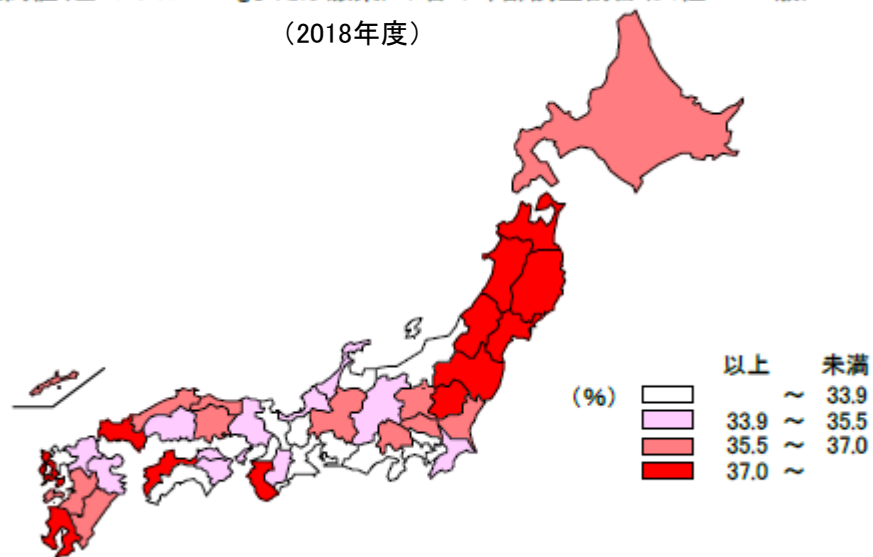 （2018年度）
以上　未満
（%）　～　33.9
33.9　～　35.5
35.5　～　37.0
37.0　～